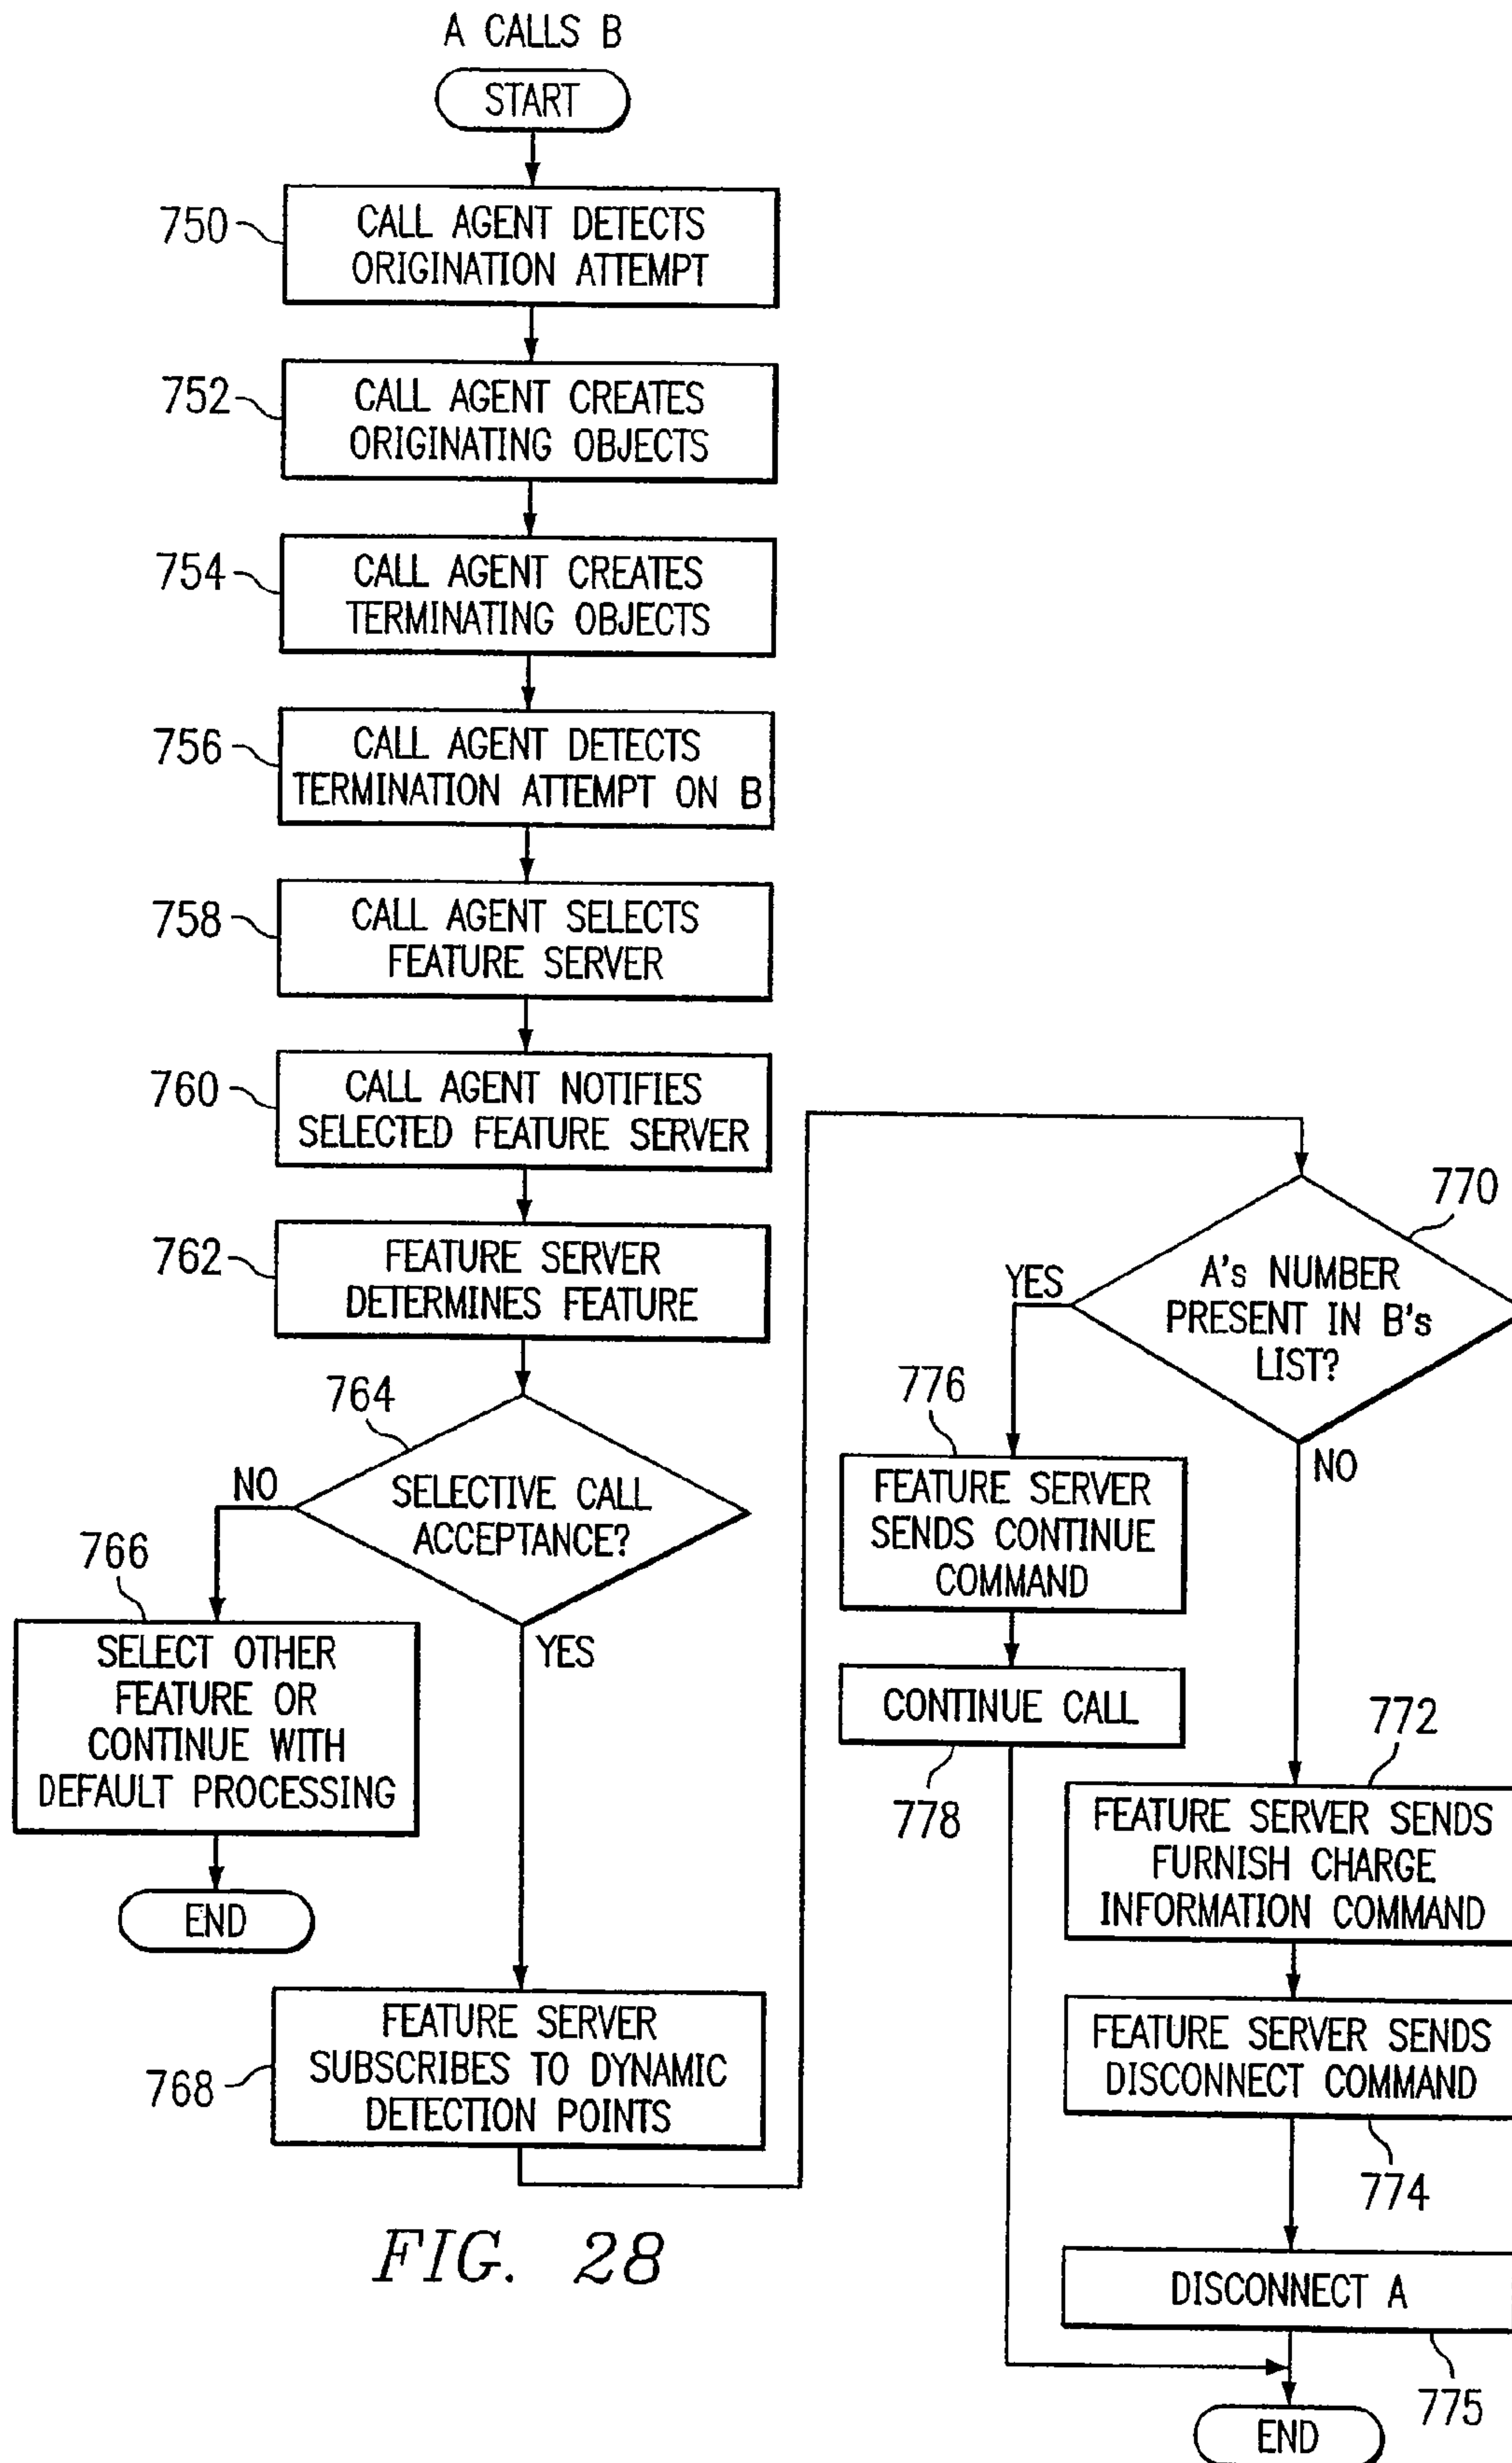 A CALLS B
START
750
CALL AGENT DETECTS
ORIGINATION ATTEMPT
752
CALL AGENT CREATES
ORIGINATING OBJECTS
754
CALL AGENT CREATES
TERMINATING OBJECTS
756
CALL AGENT DETECTS
TERMINATION ATTEMPT ON B
758
CALL AGENT SELECTS
FEATURE SERVER
760
CALL AGENT NOTIFIES
SELECTED FEATURE SERVER
762
FEATURE SERVER
DETERMINES FEATURE
764
SELECTIVE CALL
ACCEPTANCE?
NO
766
SELECT OTHER
FEATURE OR
CONTINUE WITH
DEFAULT PROCESSING
END
YES
768
FEATURE SERVER
SUBSCRIBES TO DYNAMIC
DETECTION POINTS
770
A's NUMBER
PRESENT IN B's
LIST?
YES
776
FEATURE SERVER
SENDS CONTINUE
COMMAND
CONTINUE CALL
778
NO
772
FEATURE SERVER SENDS
FURNISH CHARGE
INFORMATION COMMAND
FEATURE SERVER SENDS
DISCONNECT COMMAND
774
DISCONNECT A
775
END
FIG. 28